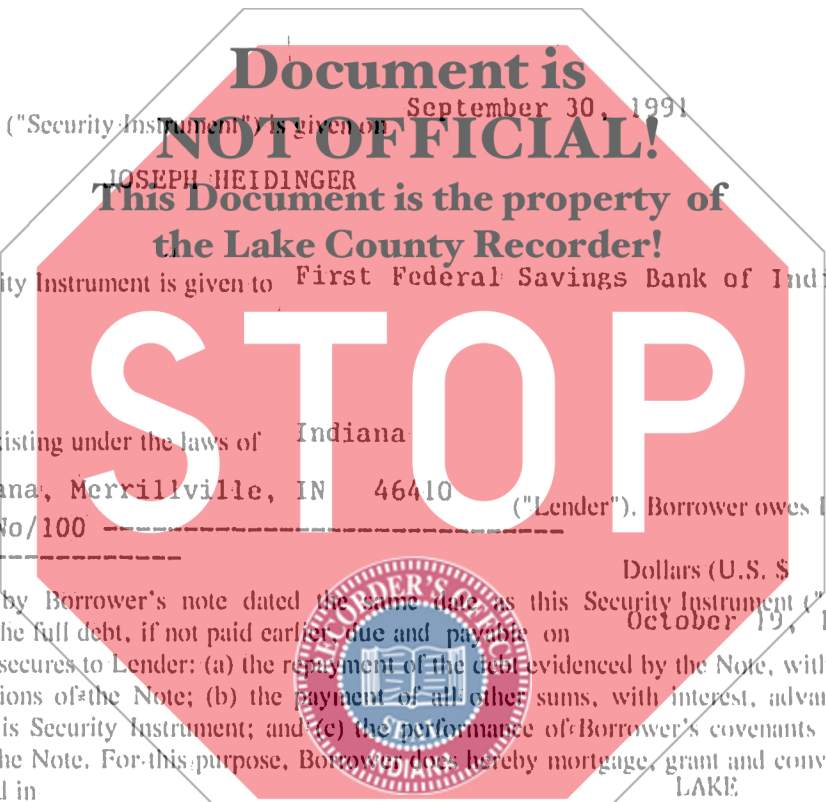 Document is
("Security Instrument") is given on September 30, 1991
NOT OFFICIAL!
JOSEPH HEIDINGER
This Document is the property of
the Lake County Recorder!
ity Instrument is given to First Federal Savings Bank of Indi
STOP
isting under the laws of Indiana
ana, Merrillville, IN 46410 ("Lender"). Borrower owes L
No/100
Dollars (U.S. $
by Borrower's note dated the same date as this Security Instrument ("
he full debt, if not paid earlier, due and payable on October 19, 1
secures to Lender: (a) the repayment of the debt evidenced by the Note, with
ions of the Note; (b) the payment of all other sums, with interest, advan
is Security Instrument; and (c) the performance of Borrower's covenants
he Note. For this purpose, Borrower does hereby mortgage, grant and conv
d in LAKE
RECORDER'S OFFICE
SEAL
INDIANA